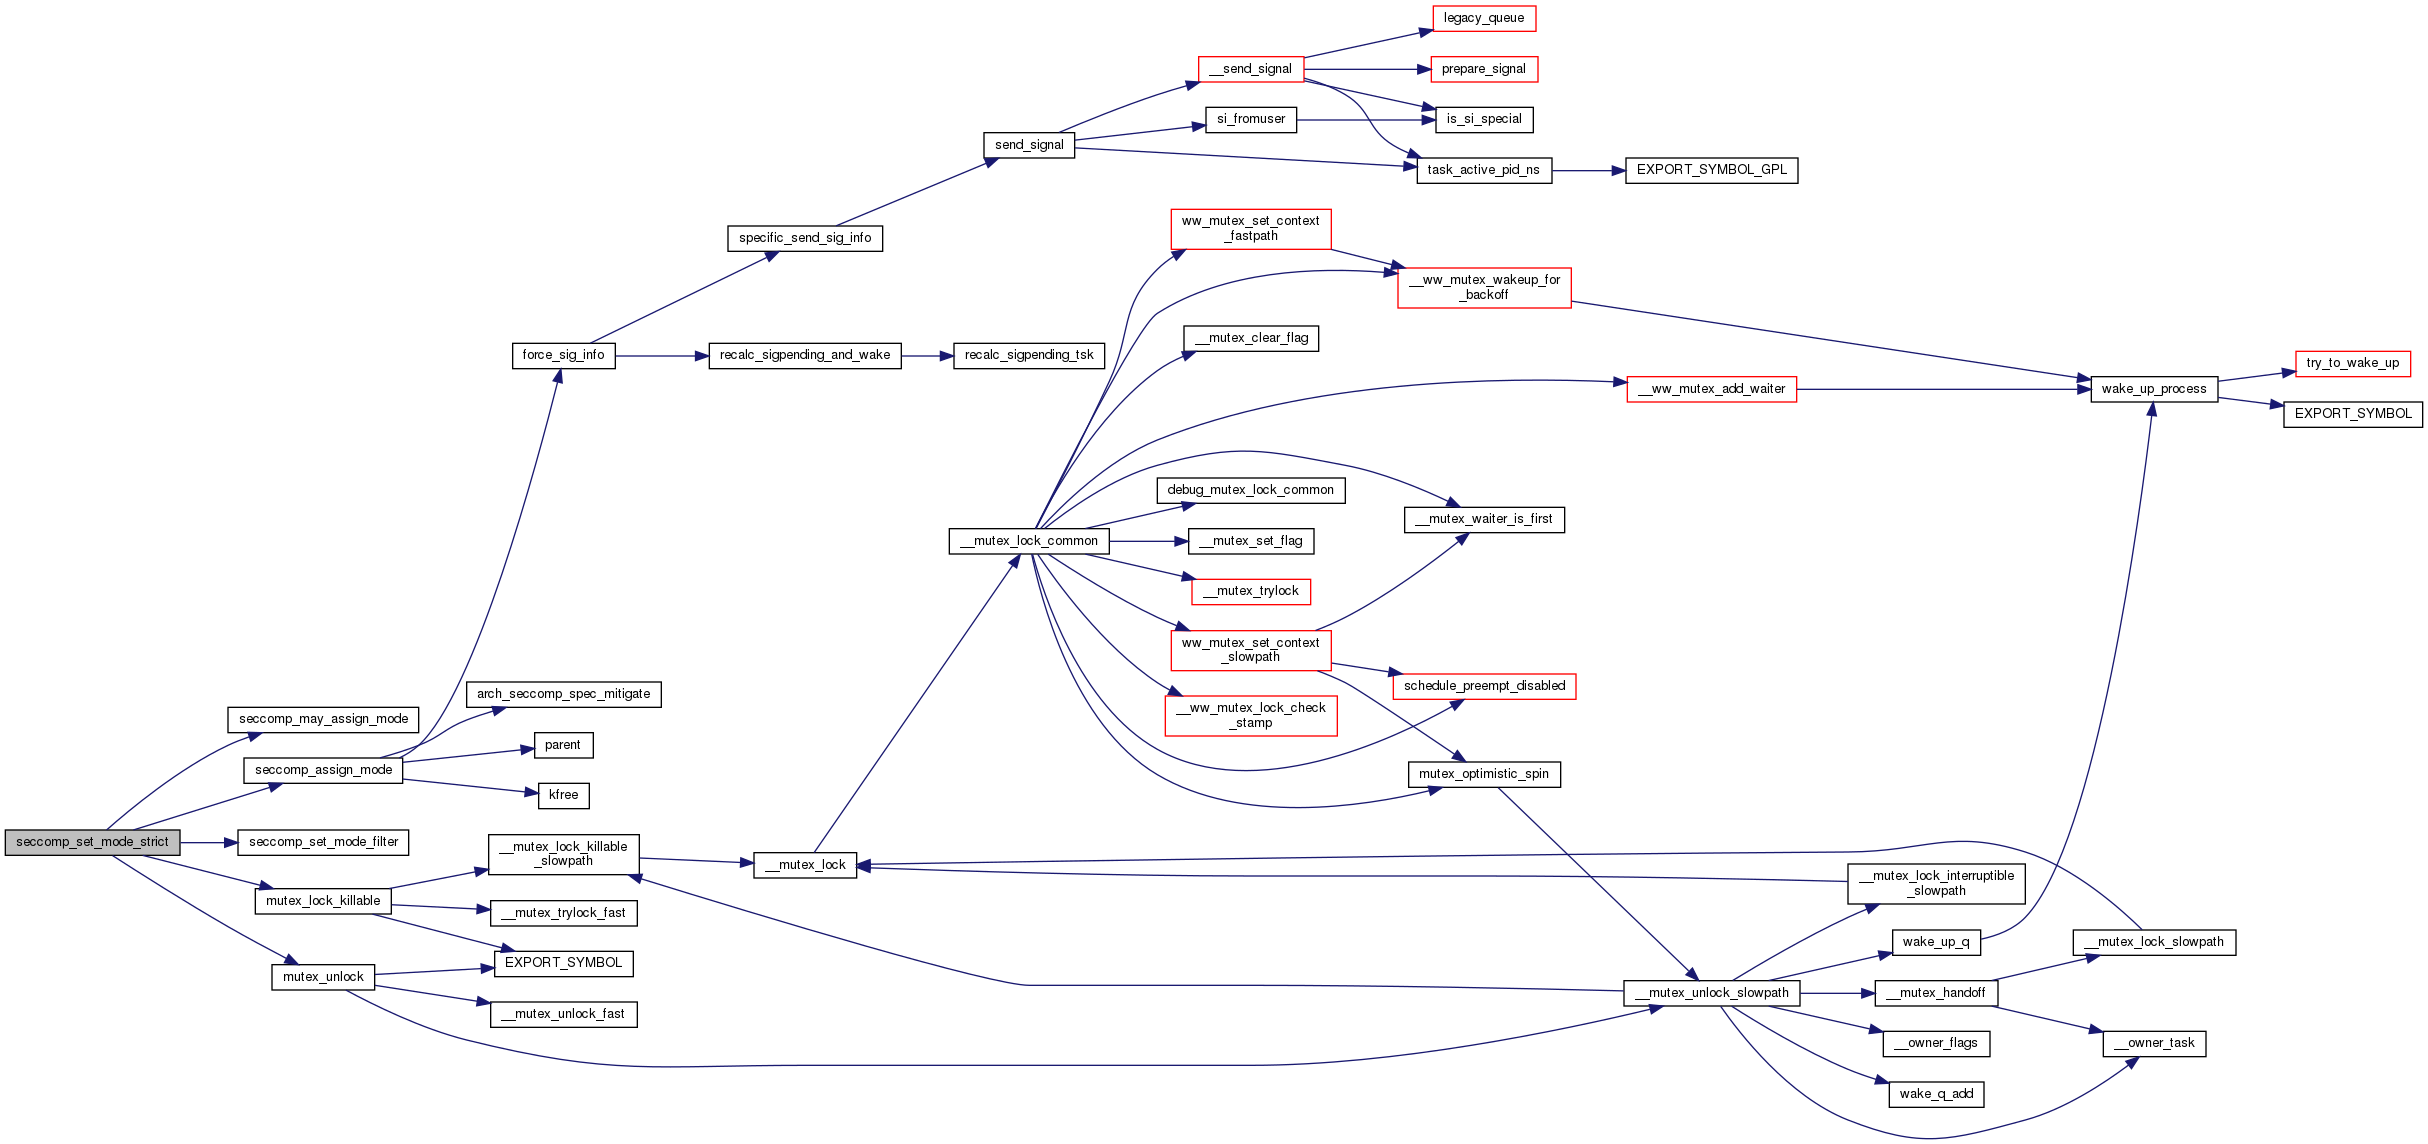 legacy_queue
__send_signal
prepare_signal
si_fromuser
is_si_special
send_signal
task_active_pid_ns
EXPORT_SYMBOL_GPL
ww_mutex_set_context
_fastpath
specific_send_sig_info
__ww_mutex_wakeup_for
_backoff
__mutex_clear_flag
force_sig_info
recalc_sigpending_and_wake
recalc_sigpending_tsk
try_to_wake_up
__ww_mutex_add_waiter
wake_up_process
EXPORT_SYMBOL
debug_mutex_lock_common
__mutex_waiter_is_first
__mutex_lock_common
__mutex_set_flag
__mutex_trylock
ww_mutex_set_context
_slowpath
arch_seccomp_spec_mitigate
schedule_preempt_disabled
seccomp_may_assign_mode
__ww_mutex_lock_check
_stamp
parent
seccomp_assign_mode
mutex_optimistic_spin
kfree
seccomp_set_mode_strict
seccomp_set_mode_filter
__mutex_lock_killable
_slowpath
__mutex_lock
__mutex_lock_interruptible
_slowpath
mutex_lock_killable
__mutex_trylock_fast
wake_up_q
__mutex_lock_slowpath
EXPORT_SYMBOL
mutex_unlock
__mutex_unlock_slowpath
__mutex_handoff
__mutex_unlock_fast
__owner_flags
__owner_task
wake_q_add